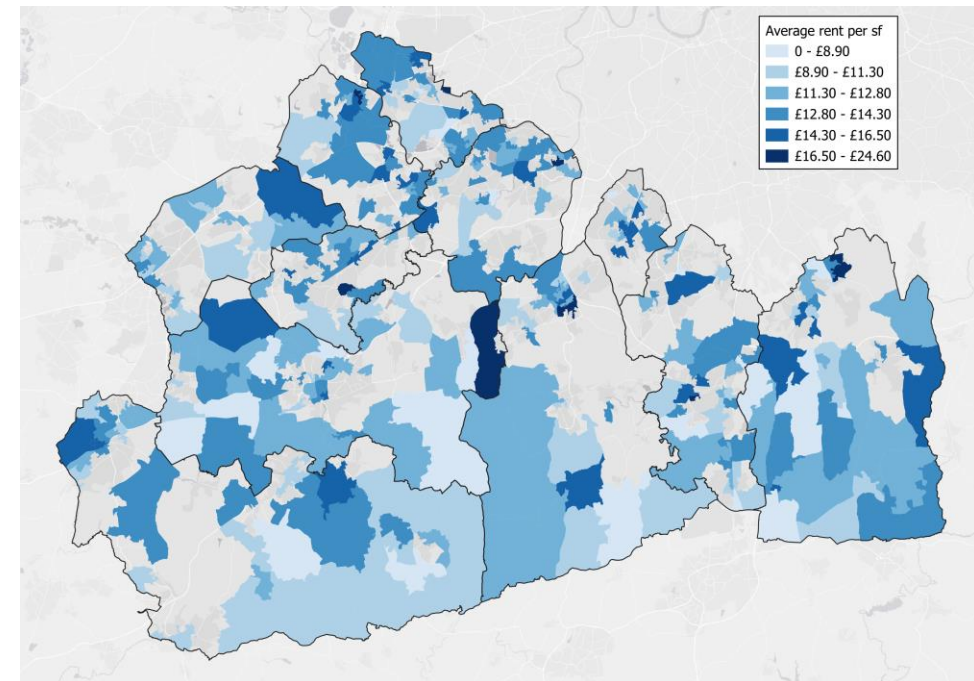 Average rent per sf
0 - £8.90
£8.90 - £11.30
£11.30 - £12.80
£12.80 - £14.30
£14.30 - £16.50
£16.50 - £24.60